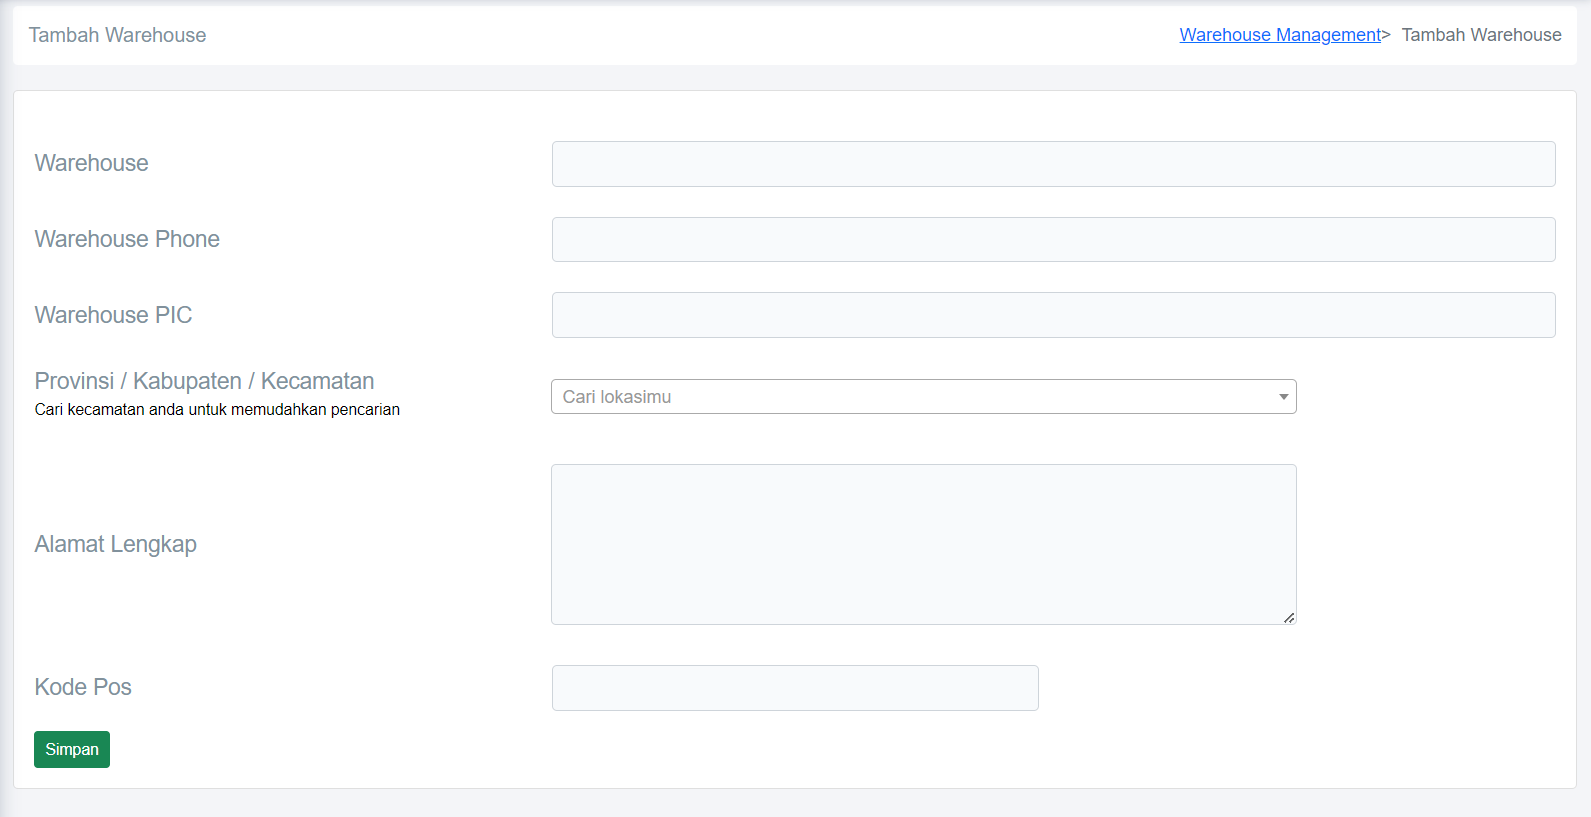 Tambah Warehouse
Warehouse Management> Tambah Warehouse
Warehouse
Warehouse Phone
Warehouse PIC
Provinsi / Kabupaten / Kecamatan
Cari kecamatan anda untuk memudahkan pencarian
Cari lokasimu
Alamat Lengkap
Kode Pos
Simpan